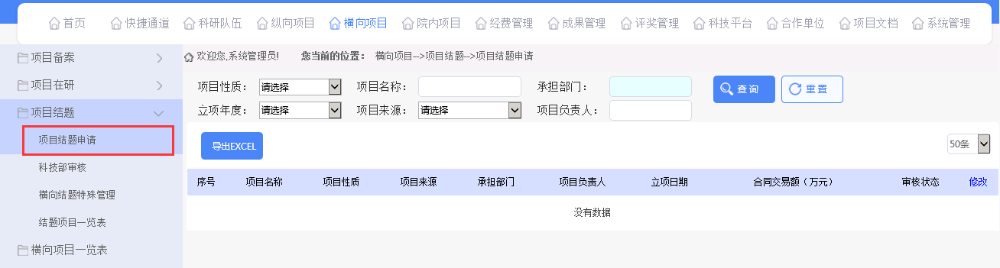 首页 快捷通道 科研队伍 纵向项目 横向项目 院内项目 经费管理 成果管理 评奖管理 科技平台 合作单位 项目文档 系统管理
项目备案
项目在研
项目结题
项目结题申请
科技部审核
横向结题特殊管理
结题项目一览表
横向项目一览表
欢迎您,系统管理员! 您当前的位置: 横向项目-->项目结题-->项目结题申请
项目性质: 请选择 项目名称: 承担部门: 查询 重置
立项年度: 请选择 项目来源: 请选择 项目负责人:
导出EXCEL 50条
序号 项目名称 项目性质 项目来源 承担部门 项目负责人 立项日期 合同交易额（万元） 审核状态 修改
没有数据